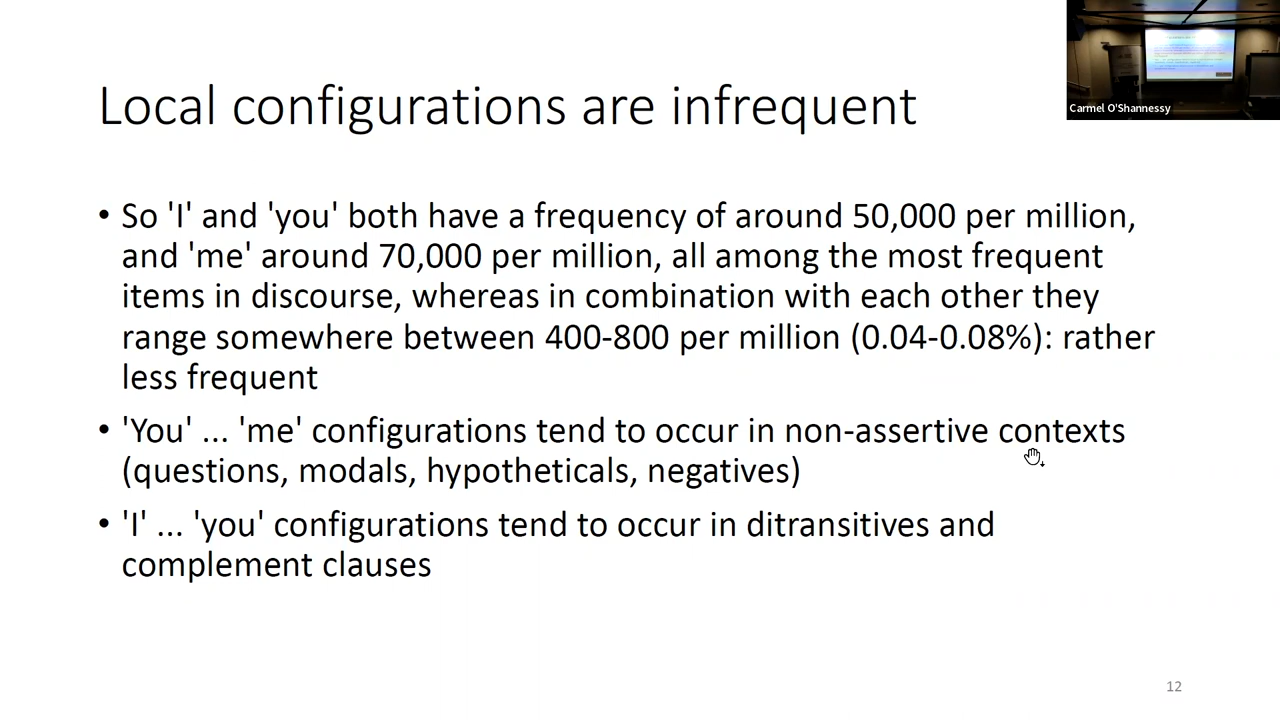 Carmel O'Shannessy
Local configurations are infrequent
• So 'I' and 'you' both have a frequency of around 50,000 per million,
and 'me' around 70,000 per million, all among the most frequent
items in discourse, whereas in combination with each other they
range somewhere between 400-800 per million (0.04-0.08%): rather
less frequent
• 'You' ... 'me' configurations tend to occur in non-assertive contexts
(questions, modals, hypotheticals, negatives)
• 'I' ... 'you' configurations tend to occur in ditransitives and
complement clauses
12